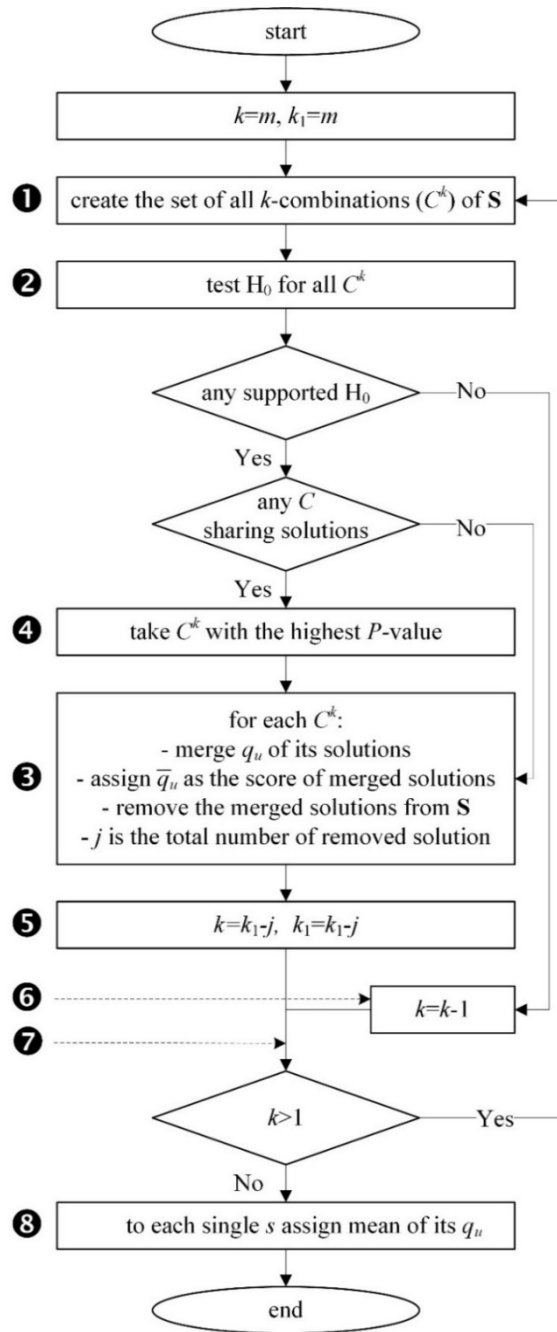 start
k=m, k₁=m
❶ create the set of all k-combinations (Cᵏ) of S
❷ test H₀ for all Cᵏ
any supported H₀ No
Yes
any C
sharing solutions No
Yes
❹ take Cᵏ with the highest P-value
for each Cᵏ:
- merge qᵤ of its solutions
❸ - assign q̅ᵤ as the score of merged solutions
- remove the merged solutions from S
- j is the total number of removed solution
❺ k=k₁-j, k₁=k₁-j
❻ k=k-1
❼
k>1 Yes
No
❽ to each single s assign mean of its qᵤ
end